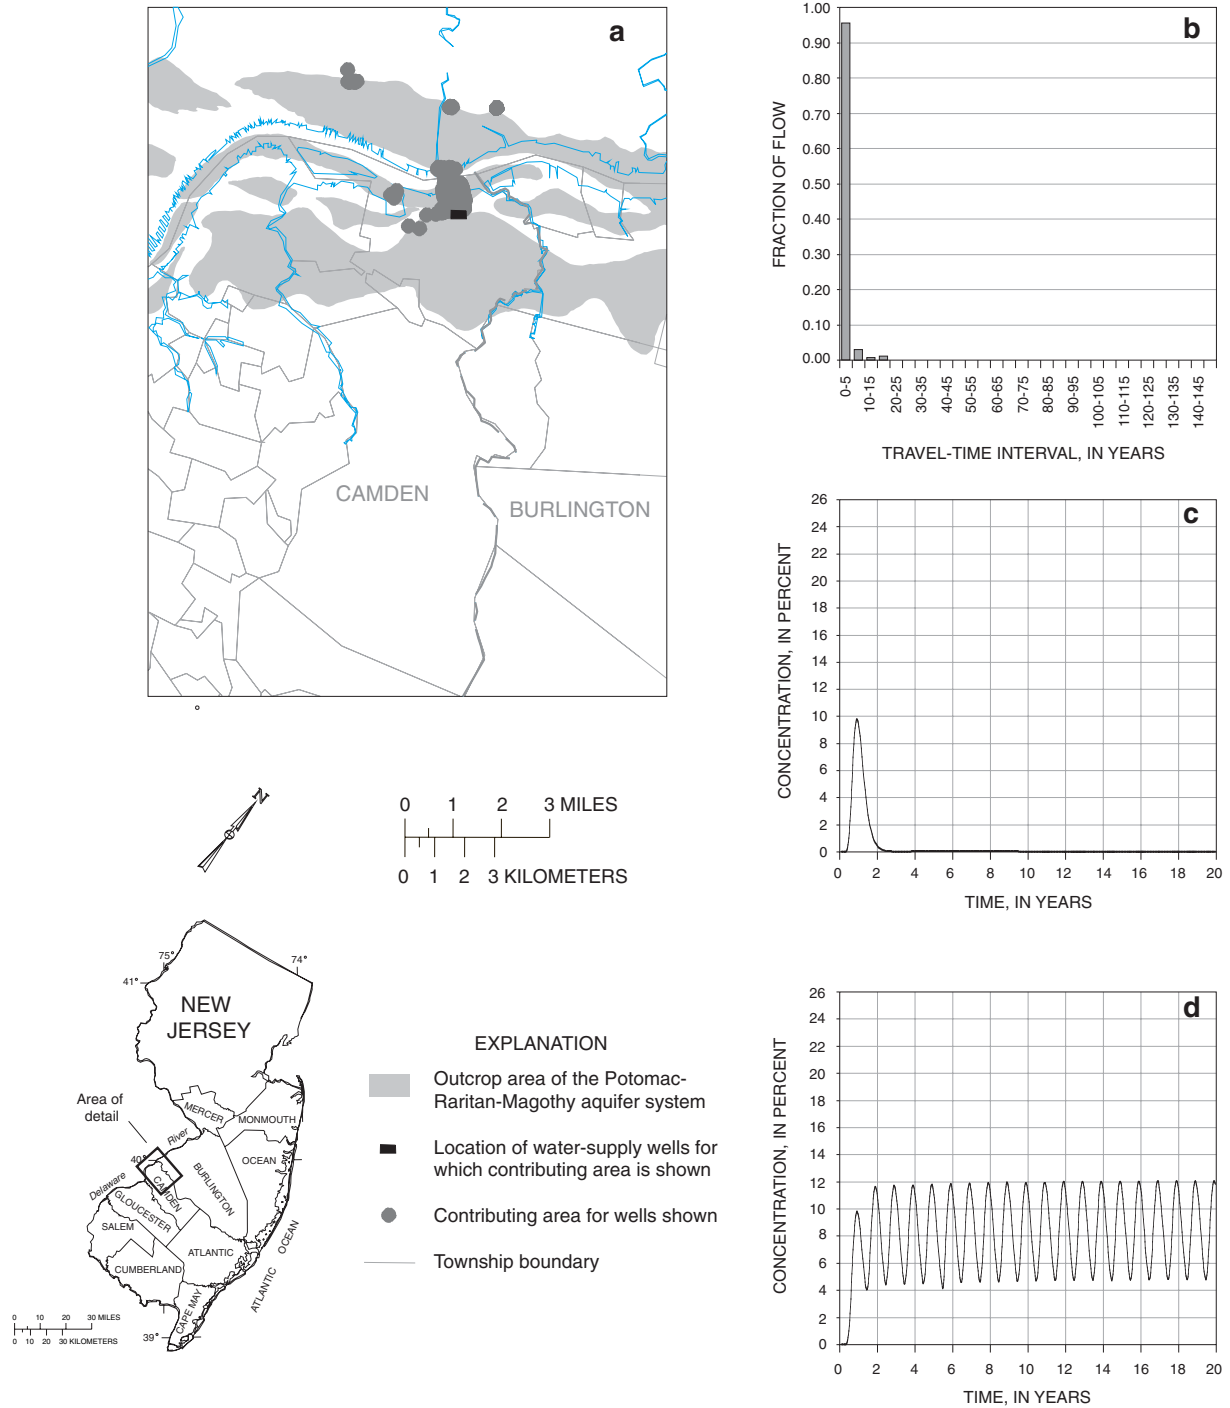 a
CAMDEN
BURLINGTON
N
0 1 2 3 MILES
0 1 2 3 KILOMETERS
75°
74°
41°
NEW
JERSEY
Area of
detail
MERCER
MONMOUTH
River
40°
OCEAN
BURLINGTON
Delaware
CAMDEN
GLOUCESTER
SALEM
ATLANTIC
CUMBERLAND
ATLANTIC OCEAN
CAPE MAY
39°
0 10 20 30 MILES
0 10 20 30 KILOMETERS
EXPLANATION
Outcrop area of the Potomac-
Raritan-Magothy aquifer system
Location of water-supply wells for
which contributing area is shown
Contributing area for wells shown
Township boundary
b
FRACTION OF FLOW
1.00
0.90
0.80
0.70
0.60
0.50
0.40
0.30
0.20
0.10
0.00
0-5
10-15
20-25
30-35
40-45
50-55
60-65
70-75
80-85
90-95
100-105
110-115
120-125
130-135
140-145
TRAVEL-TIME INTERVAL, IN YEARS
c
CONCENTRATION, IN PERCENT
26
24
22
20
18
16
14
12
10
8
6
4
2
0
0 2 4 6 8 10 12 14 16 18 20
TIME, IN YEARS
d
CONCENTRATION, IN PERCENT
26
24
22
20
18
16
14
12
10
8
6
4
2
0
0 2 4 6 8 10 12 14 16 18 20
TIME, IN YEARS